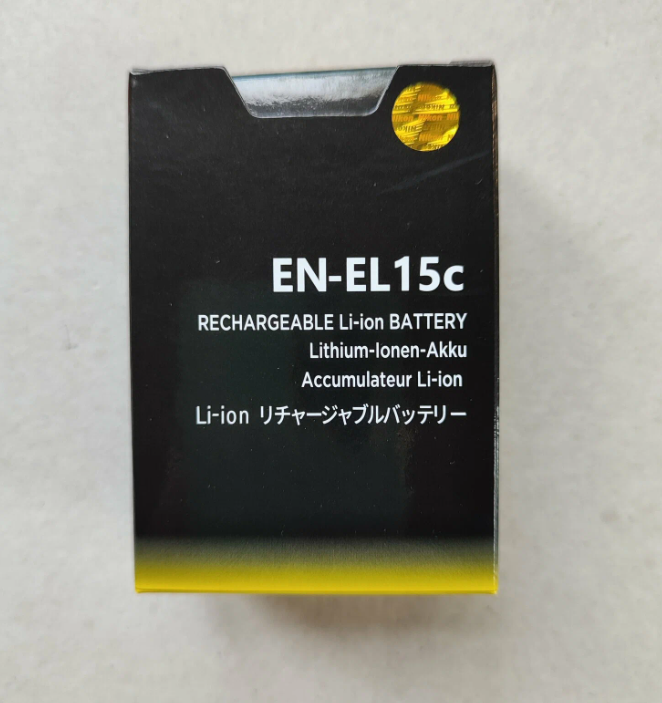 Nikon
EN-EL15c
RECHARGEABLE Li-ion BATTERY
Lithium-Ionen-Akku
Accumulateur Li-ion
Li-ion リチャージャブルバッテリー